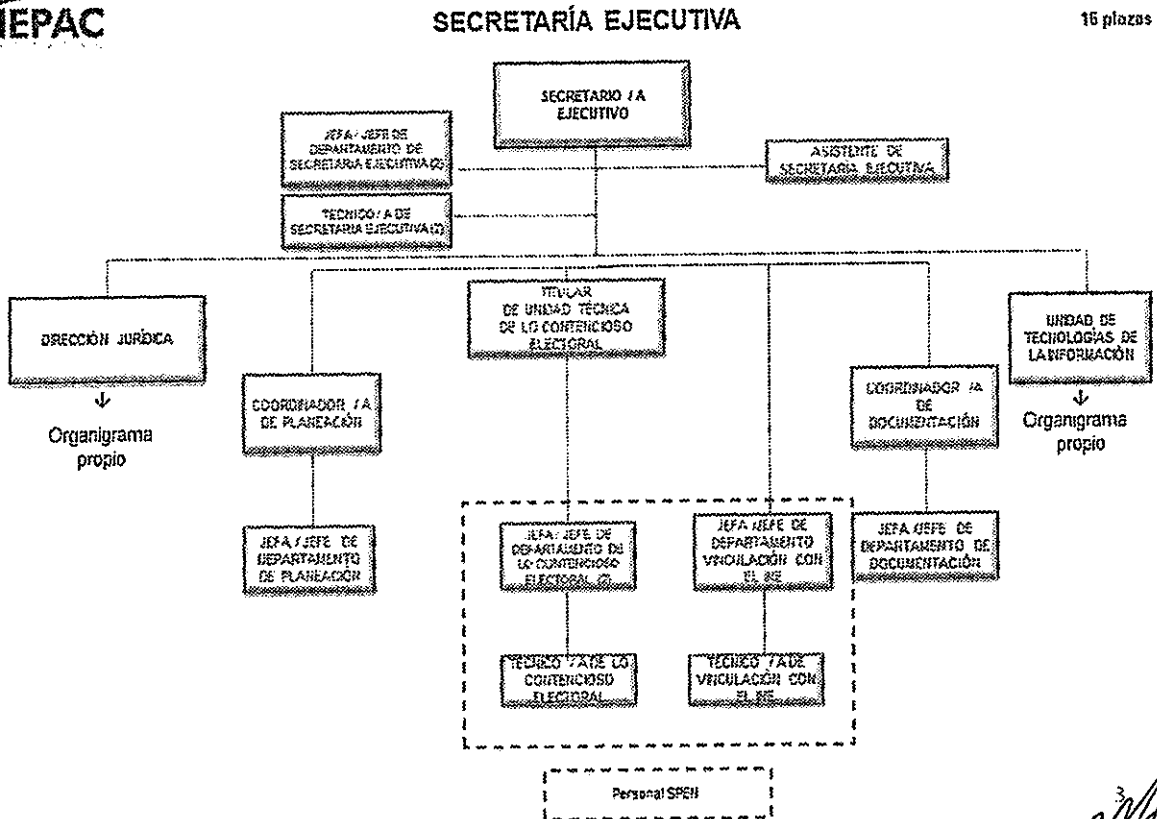 IEPAC
SECRETARÍA EJECUTIVA
16 plazas
SECRETARIO / A
EJECUTIVO
JEFA / JEFE DE
DEPARTAMENTO DE
SECRETARIA EJECUTIVA (2)
ASISTENTE DE
SECRETARIA EJECUTIVA
TECNICO / A DE
SECRETARIA EJECUTIVA
DIRECCIÓN JURÍDICA
↓
Organigrama
propio
COORDINADOR / A
DE PLANEACIÓN
TITULAR
DE UNIDAD TÉCNICA
DE LO CONTENCIOSO
ELECTORAL
COORDINADOR /A
DE
DOCUMENTACIÓN
UNIDAD DE
TECNOLOGÍAS DE
LA INFORMACIÓN
↓
Organigrama
propio
JEFA / JEFE DE
DEPARTAMENTO
DE PLANEACIÓN
JEFA / JEFE DE
DEPARTAMENTO DE
LO CONTENCIOSO
ELECTORAL (2)
JEFA /JEFE DE
DEPARTAMENTO
VINCULACIÓN CON
EL INE
JEFA /JEFE DE
DEPARTAMENTO DE
DOCUMENTACIÓN
TECNICO / A DE LO
CONTENCIOSO
ELECTORAL
TECNICO / A DE
VINCULACIÓN CON
EL INE
Personal SPEN
3